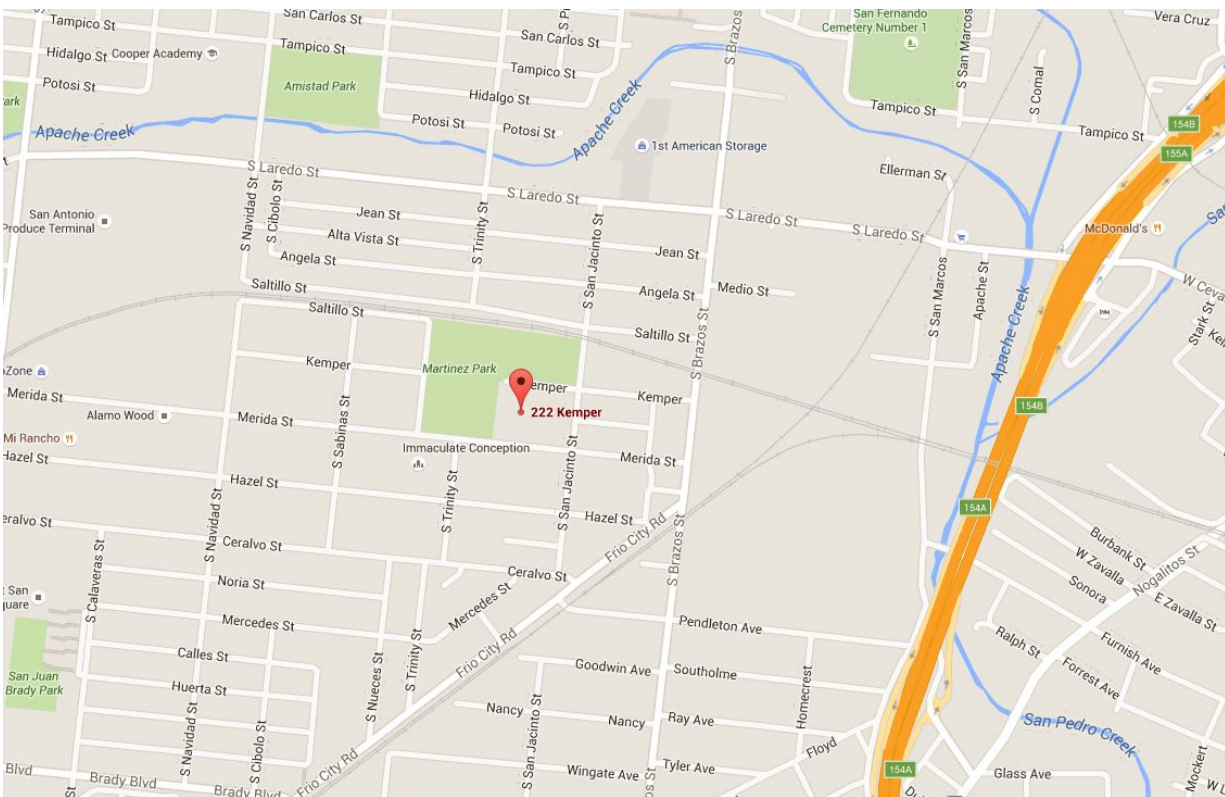 San Carlos St
Tampico St
San Fernando
Cemetery Number 1
Vera Cruz
San Carlos St
S Brazos St
S San Marcos
Hidalgo St
Cooper Academy
Tampico St
Tampico St
Potosi St
Amistad Park
Hidalgo St
S Comal
Tampico St
Tampico St
154B
Apache Creek
Potosi St
Potosi St
Apache Creek
1st American Storage
155A
S Laredo St
Ellerman St
S Laredo St
S Laredo St
S Laredo St
San Antonio
Produce Terminal
S Navidad St
S Cibolo St
Jean St
Alta Vista St
Angela St
S Trinity St
S San Jacinto St
Jean St
McDonald's
Saltillo St
Angela St
Medio St
S San Marcos
Apache St
Apache Creek
Stark St
Saltillo St
Saltillo St
S Brazos St
Kemper
Martinez Park
Kemper
154B
Merida St
Alamo Wood
Merida St
S Sabinas St
222 Kemper
Mi Rancho
Immaculate Conception
Merida St
Hazel St
Hazel St
S Navidad St
S Trinity St
S San Jacinto St
Hazel St
154A
Ceralvo St
Frio City Rd
S Brazos St
Burbank St
W Zavalla
Nogalitos St
S Calaveras St
Noria St
Ceralvo St
Sonora
E Zavalla St
Mercedes St
Mercedes St
Pendleton Ave
Ralph St
Furnish Ave
Calles St
S Nueces St
S Trinity St
Frio City Rd
Goodwin Ave
Southolme
Homecrest
Forrest Ave
San Juan
Brady Park
Huerta St
S Navidad St
S Cibolo St
Nancy
S San Jacinto St
Nancy
Ray Ave
Floyd
San Pedro Creek
Blvd
Brady Blvd
Brady Blvd
Frio City Rd
Wingate Ave
Tyler Ave
154A
Glass Ave
Mockert